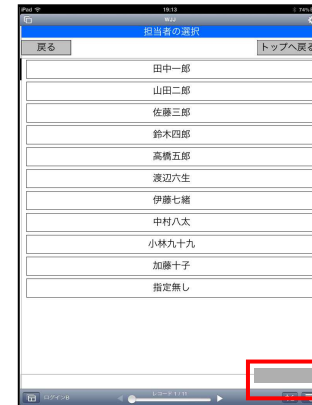 iPad 19:13 74%
担当者の選択
戻る トップへ戻る
田中一郎
山田二郎
佐藤三郎
鈴木四郎
高橋五郎
渡辺六生
伊藤七緒
中村八太
小林九十九
加藤十子
指定無し
レコード 1 / 11